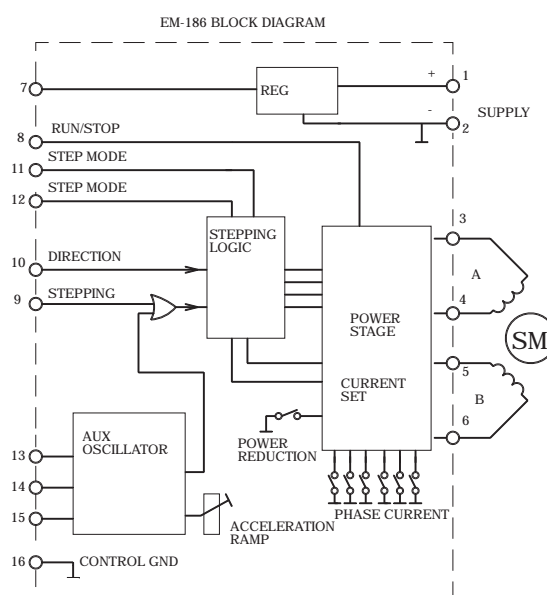 EM-186 BLOCK DIAGRAM
+
1
7
REG
-
SUPPLY
2
RUN/STOP
8
STEP MODE
11
STEP MODE
12
3
STEPPING
LOGIC
DIRECTION
10
A
STEPPING
9
4
POWER
STAGE
SM
5
CURRENT
SET
B
6
AUX
OSCILLATOR
POWER
REDUCTION
13
14
PHASE CURRENT
15
ACCELERATION
RAMP
16
CONTROL GND